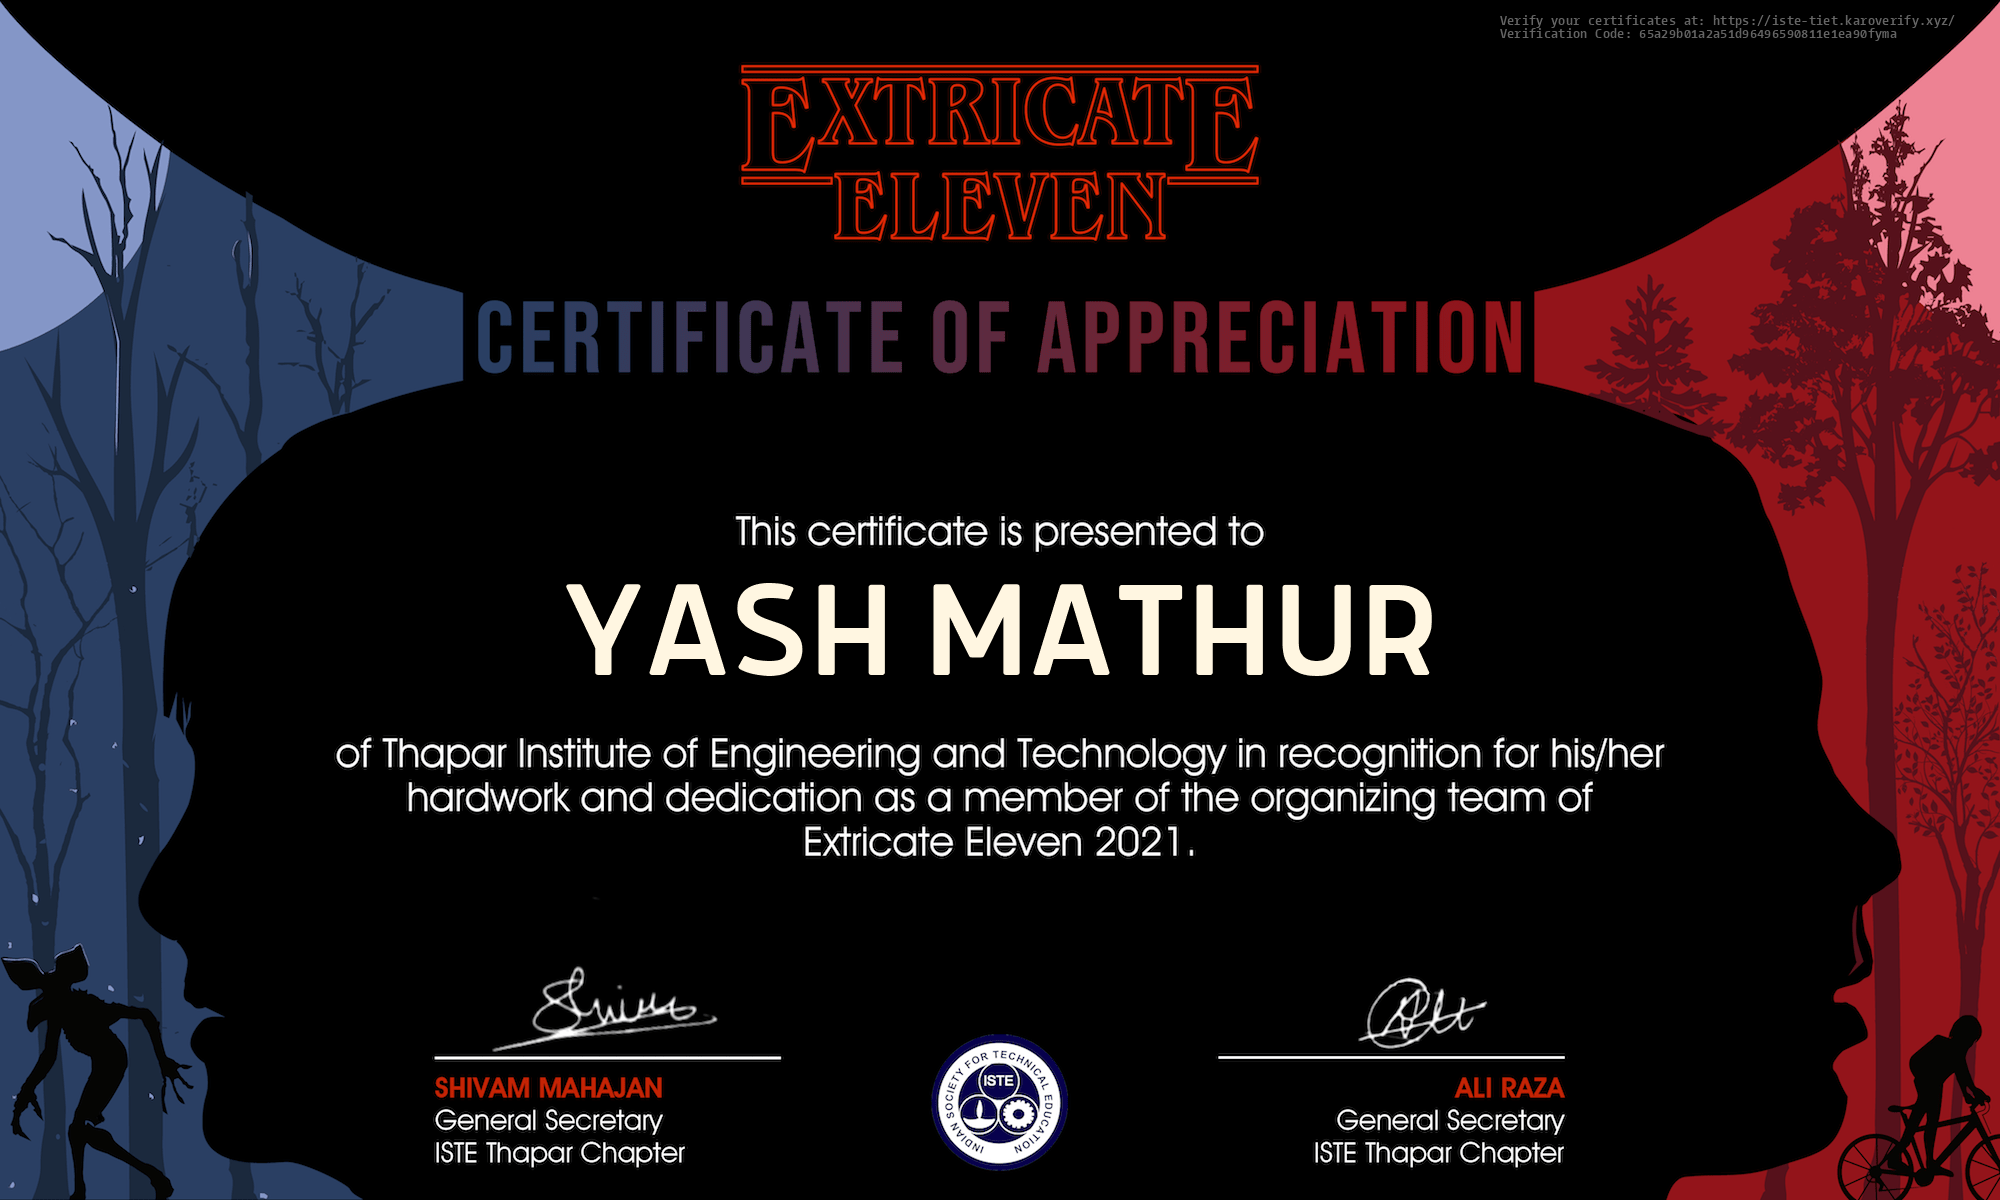 Verify your certificates at: https://iste-tiet.karoverify.xyz/
Verification Code: 65a29b01a2a51d96496590811e1ea90fyma
EXTRICATE
ELEVEN
CERTIFICATE OF APPRECIATION
This certificate is presented to
YASH MATHUR
of Thapar Institute of Engineering and Technology in recognition for his/her
hardwork and dedication as a member of the organizing team of
Extricate Eleven 2021.
SHIVAM MAHAJAN
General Secretary
ISTE Thapar Chapter
INDIAN SOCIETY FOR TECHNICAL EDUCATION
ISTE
ALI RAZA
General Secretary
ISTE Thapar Chapter